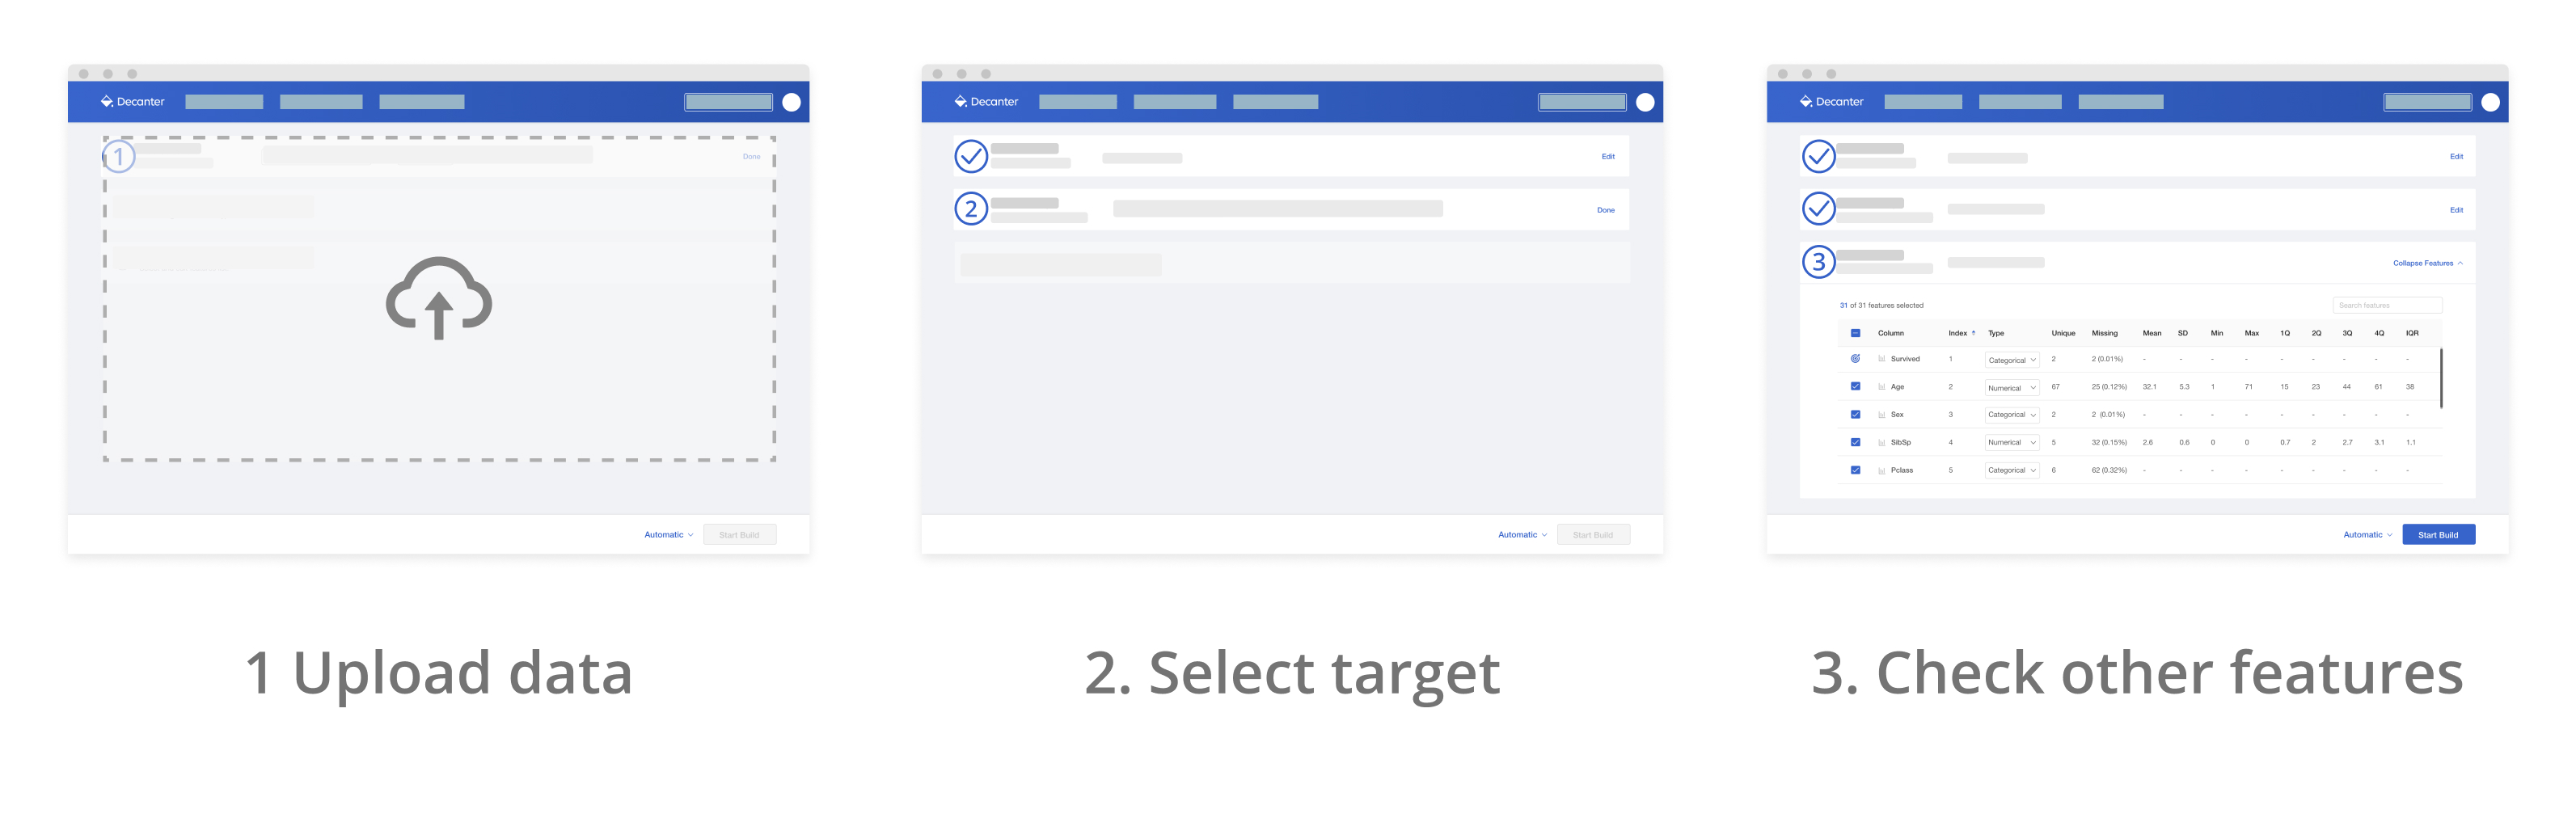 Decanter
1
Done
Automatic
Start Build
1 Upload data
Decanter
Edit
2
Done
Automatic
Start Build
2. Select target
Decanter
Edit
Edit
3
Collapse Features
31 of 31 features selected
Search features
Column Index Type Unique Missing Mean SD Min Max 1Q 2Q 3Q 4Q IQR
Survived 1 Categorical 2 2 (0.01%) - - - - - - - - -
Age 2 Numerical 67 25 (0.12%) 32.1 5.3 1 71 15 23 44 61 38
Sex 3 Categorical 2 2 (0.01%) - - - - - - - - -
SibSp 4 Numerical 5 32 (0.15%) 2.6 0.6 0 0 0.7 2 2.7 3.1 1.1
Pclass 5 Categorical 6 62 (0.32%) - - - - - - - - -
Automatic
Start Build
3. Check other features